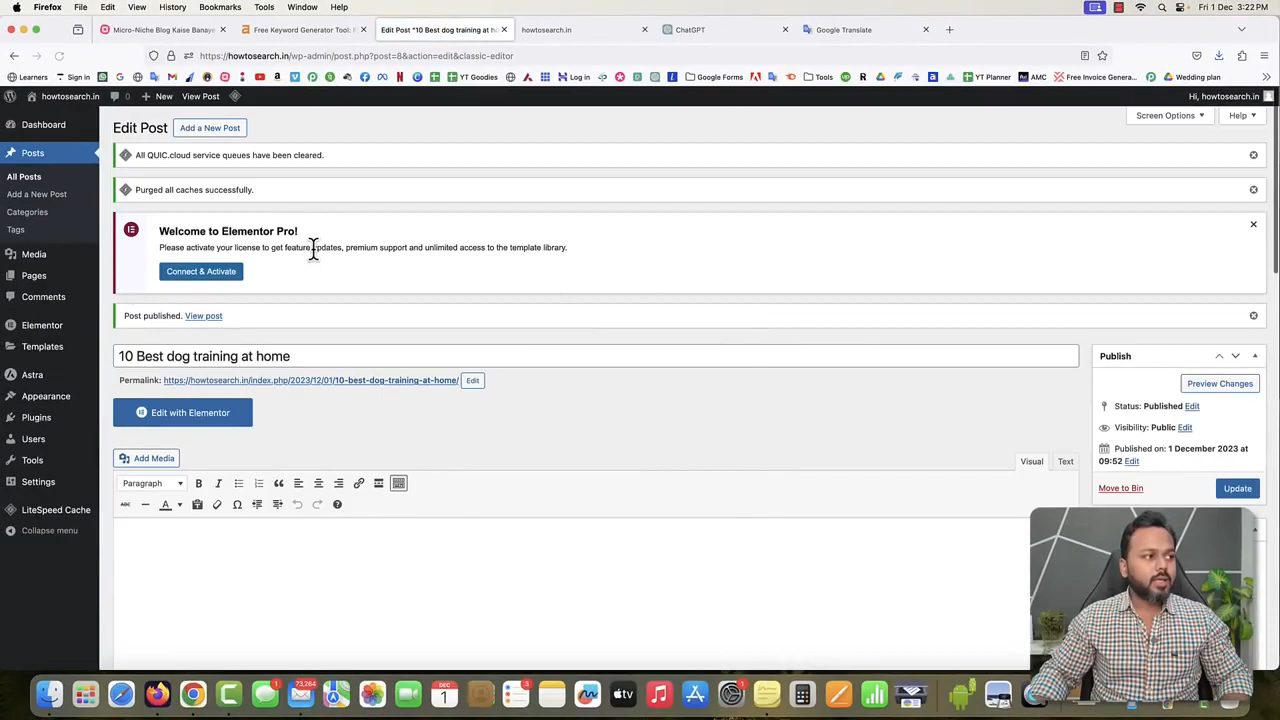 Firefox File Edit View History Bookmarks Tools Window Help Fri 1 Dec 3:22 PM
Micro-Niche Blog Kaise Banaye Free Keyword Generator Tool: Edit Post "10 Best dog training at hom howtosearch.in ChatGPT Google Translate
https://howtosearch.in/wp-admin/post.php?post=8&action=edit&classic-editor
Learners Sign in YT Goodies Log in Google Forms Tools YT Planner AMC Free Invoice Genera... Wedding plan
howtosearch.in 0 New View Post Hi, howtosearch.in
Screen Options Help
Edit Post Add a New Post
Dashboard
Posts
All Posts
Add a New Post
Categories
Tags
Media
Pages
Comments
Elementor
Templates
Astra
Appearance
Plugins
Users
Tools
Settings
LiteSpeed Cache
Collapse menu
All QUIC.cloud service queues have been cleared.
Purged all caches successfully.
Welcome to Elementor Pro!
Please activate your license to get feature updates, premium support and unlimited access to the template library.
Connect & Activate
Post published. View post
10 Best dog training at home
Permalink: https://howtosearch.in/index.php/2023/12/01/10-best-dog-training-at-home/ Edit
Edit with Elementor
Add Media
Visual Text
Paragraph
Publish
Preview Changes
Status: Published Edit
Visibility: Public Edit
Published on: 1 December 2023 at
09:52 Edit
Move to Bin Update
73,264
1
DEC
1
3
tv
1